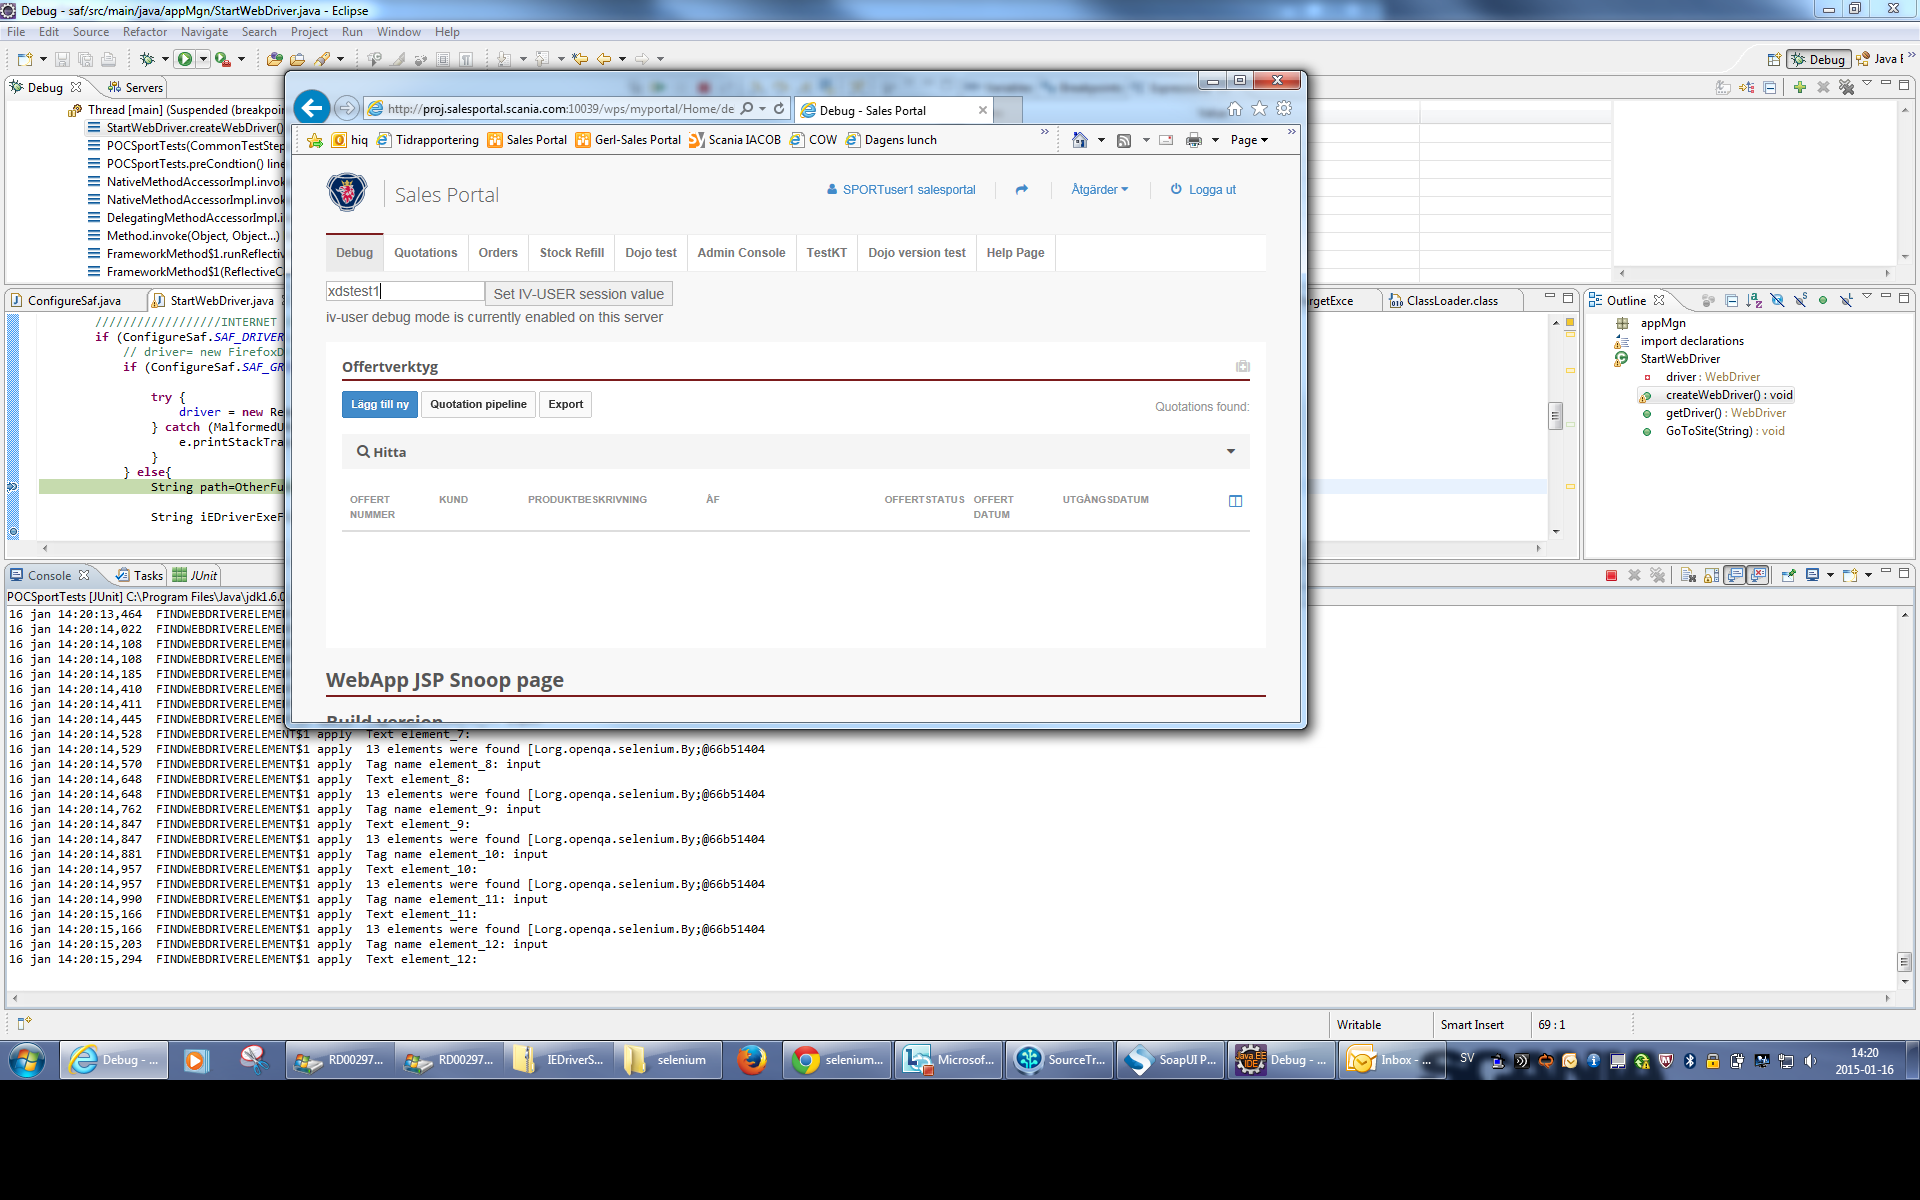 Debug - saf/src/main/java/appMgn/StartWebDriver.java - Eclipse
File Edit Source Refactor Navigate Search Project Run Window Help
Debug Java E
Debug Servers
Thread [main] (Suspended (breakpoi
StartWebDriver.createWebDriver()
POCSportTests(CommonTestStep
POCSportTests.preCondtion() line
NativeMethodAccessorImpl.invok
NativeMethodAccessorImpl.invok
DelegatingMethodAccessorImpl.i
Method.invoke(Object, Object...)
FrameworkMethod$1.runReflective
FrameworkMethod$1(ReflectiveC
http://proj.salesportal.scania.com:10039/wps/myportal/Home/de
Debug - Sales Portal
hiq Tidrapportering Sales Portal Gerl-Sales Portal Scania IACOB COW Dagens lunch
Page
Sales Portal
SPORTuser1 salesportal Åtgärder Logga ut
Debug Quotations Orders Stock Refill Dojo test Admin Console TestKT Dojo version test Help Page
xdstest1 Set IV-USER session value
iv-user debug mode is currently enabled on this server
Offertverktyg
Lägg till ny Quotation pipeline Export
Quotations found:
Hitta
OFFERT NUMMER KUND PRODUKTBESKRIVNING ÅF OFFERTSTATUS OFFERT DATUM UTGÅNGSDATUM
WebApp JSP Snoop page
Build version
ConfigureSaf.java StartWebDriver.java
rgetExce ClassLoader.class
//////////////////INTERNET
if (ConfigureSaf.SAF_DRIVER
// driver= new FirefoxD
if (ConfigureSaf.SAF_GR
try {
driver = new Re
} catch (MalformedU
e.printStackTra
}
} else{
String path=OtherFu
String iEDriverExeF
Outline
appMgn
import declarations
StartWebDriver
driver : WebDriver
createWebDriver() : void
getDriver() : WebDriver
GoToSite(String) : void
Console Tasks JUnit
POCSportTests [JUnit] C:\Program Files\Java\jdk1.6.0
16 jan 14:20:13,464 FINDWEBDRIVERELEME
16 jan 14:20:14,022 FINDWEBDRIVERELEME
16 jan 14:20:14,108 FINDWEBDRIVERELEME
16 jan 14:20:14,108 FINDWEBDRIVERELEME
16 jan 14:20:14,185 FINDWEBDRIVERELEME
16 jan 14:20:14,410 FINDWEBDRIVERELEME
16 jan 14:20:14,411 FINDWEBDRIVERELEME
16 jan 14:20:14,445 FINDWEBDRIVERELEME
16 jan 14:20:14,528 FINDWEBDRIVERELEMENT$1 apply Text element_7:
16 jan 14:20:14,529 FINDWEBDRIVERELEMENT$1 apply 13 elements were found [Lorg.openqa.selenium.By;@66b51404
16 jan 14:20:14,570 FINDWEBDRIVERELEMENT$1 apply Tag name element_8: input
16 jan 14:20:14,648 FINDWEBDRIVERELEMENT$1 apply Text element_8:
16 jan 14:20:14,648 FINDWEBDRIVERELEMENT$1 apply 13 elements were found [Lorg.openqa.selenium.By;@66b51404
16 jan 14:20:14,762 FINDWEBDRIVERELEMENT$1 apply Tag name element_9: input
16 jan 14:20:14,847 FINDWEBDRIVERELEMENT$1 apply Text element_9:
16 jan 14:20:14,847 FINDWEBDRIVERELEMENT$1 apply 13 elements were found [Lorg.openqa.selenium.By;@66b51404
16 jan 14:20:14,881 FINDWEBDRIVERELEMENT$1 apply Tag name element_10: input
16 jan 14:20:14,957 FINDWEBDRIVERELEMENT$1 apply Text element_10:
16 jan 14:20:14,957 FINDWEBDRIVERELEMENT$1 apply 13 elements were found [Lorg.openqa.selenium.By;@66b51404
16 jan 14:20:14,990 FINDWEBDRIVERELEMENT$1 apply Tag name element_11: input
16 jan 14:20:15,166 FINDWEBDRIVERELEMENT$1 apply Text element_11:
16 jan 14:20:15,166 FINDWEBDRIVERELEMENT$1 apply 13 elements were found [Lorg.openqa.selenium.By;@66b51404
16 jan 14:20:15,203 FINDWEBDRIVERELEMENT$1 apply Tag name element_12: input
16 jan 14:20:15,294 FINDWEBDRIVERELEMENT$1 apply Text element_12:
Writable Smart Insert 69 : 1
Debug - ... RD00297... RD00297... IEDriverS... selenium selenium... Microsof... SourceTr... SoapUI P... Debug - ... Inbox - ... SV
14:20
2015-01-16